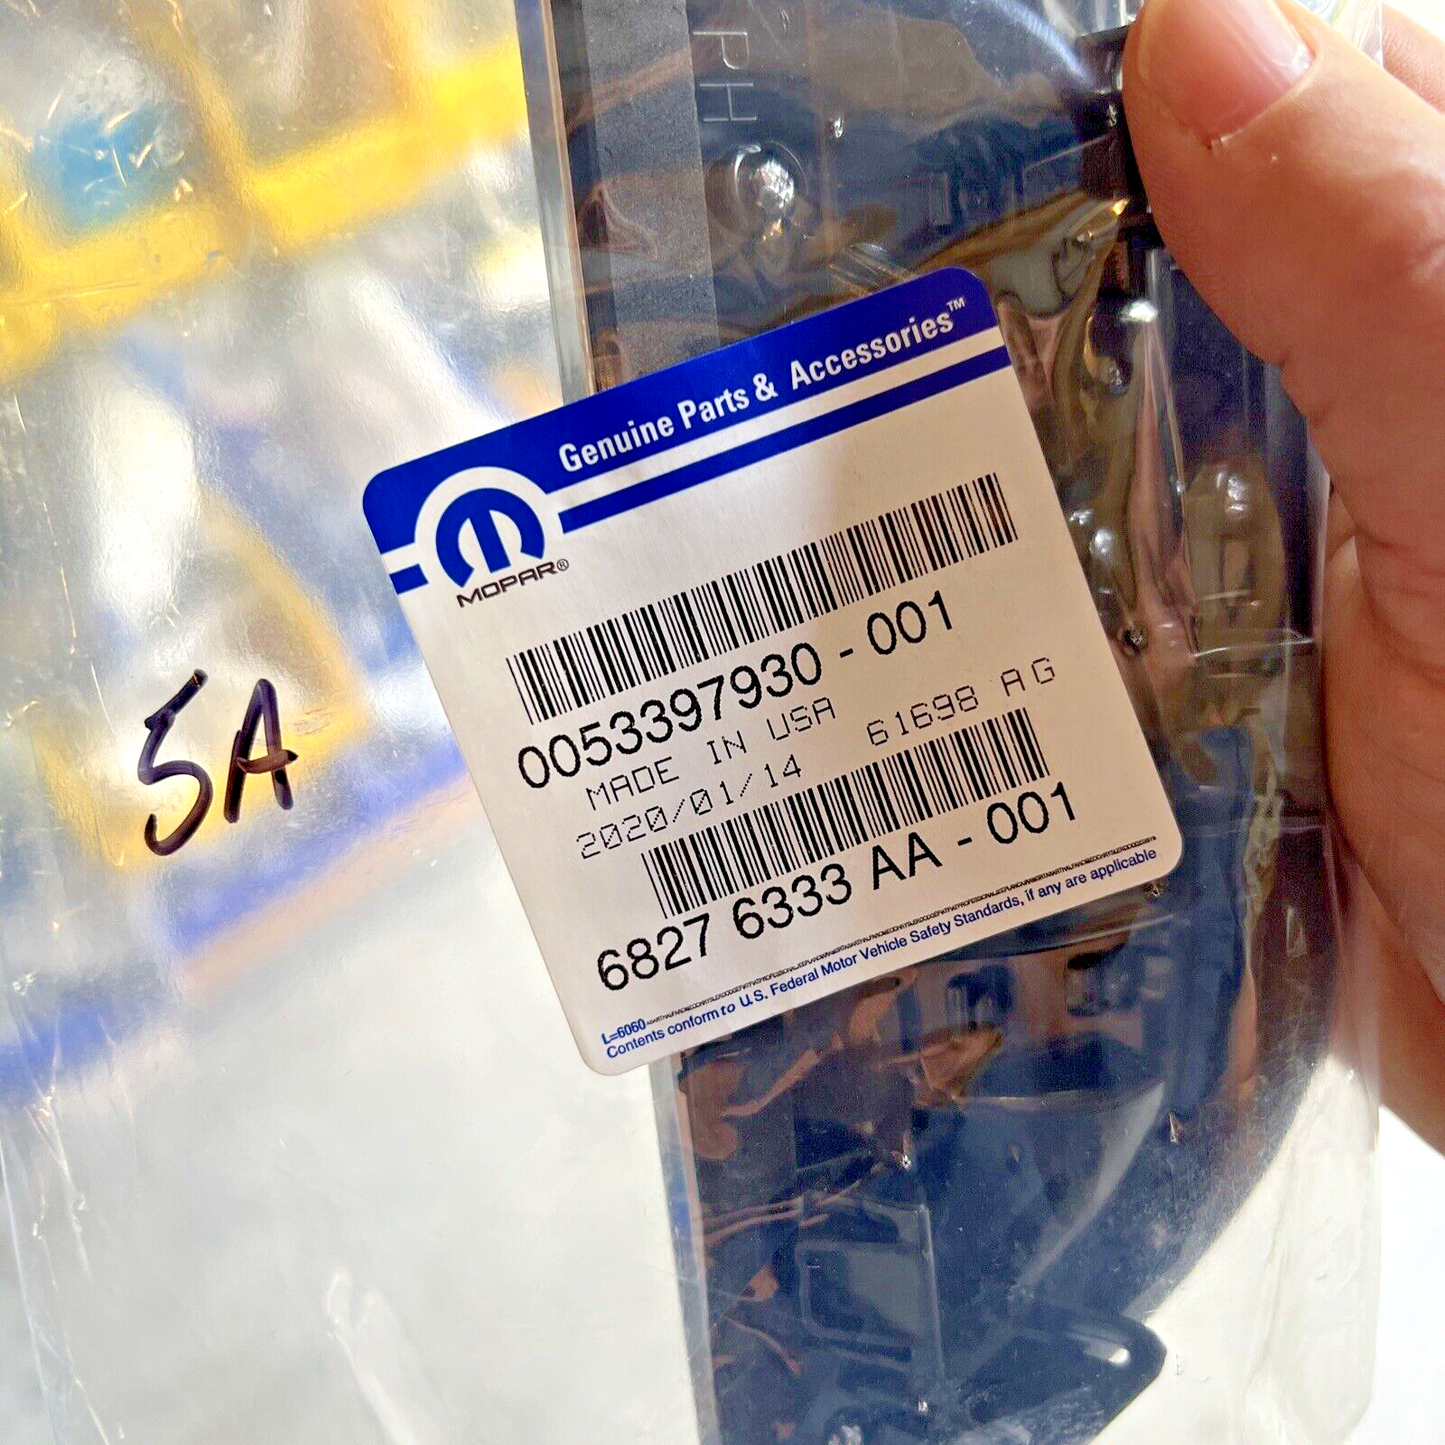 PH
Genuine Parts & Accessories™
MOPAR®
0053397930 - 001
MADE IN USA
2020/01/14 61698 AG
6827 6333 AA - 001
L=6060
Contents conform to U.S. Federal Motor Vehicle Safety Standards, if any are applicable
5A